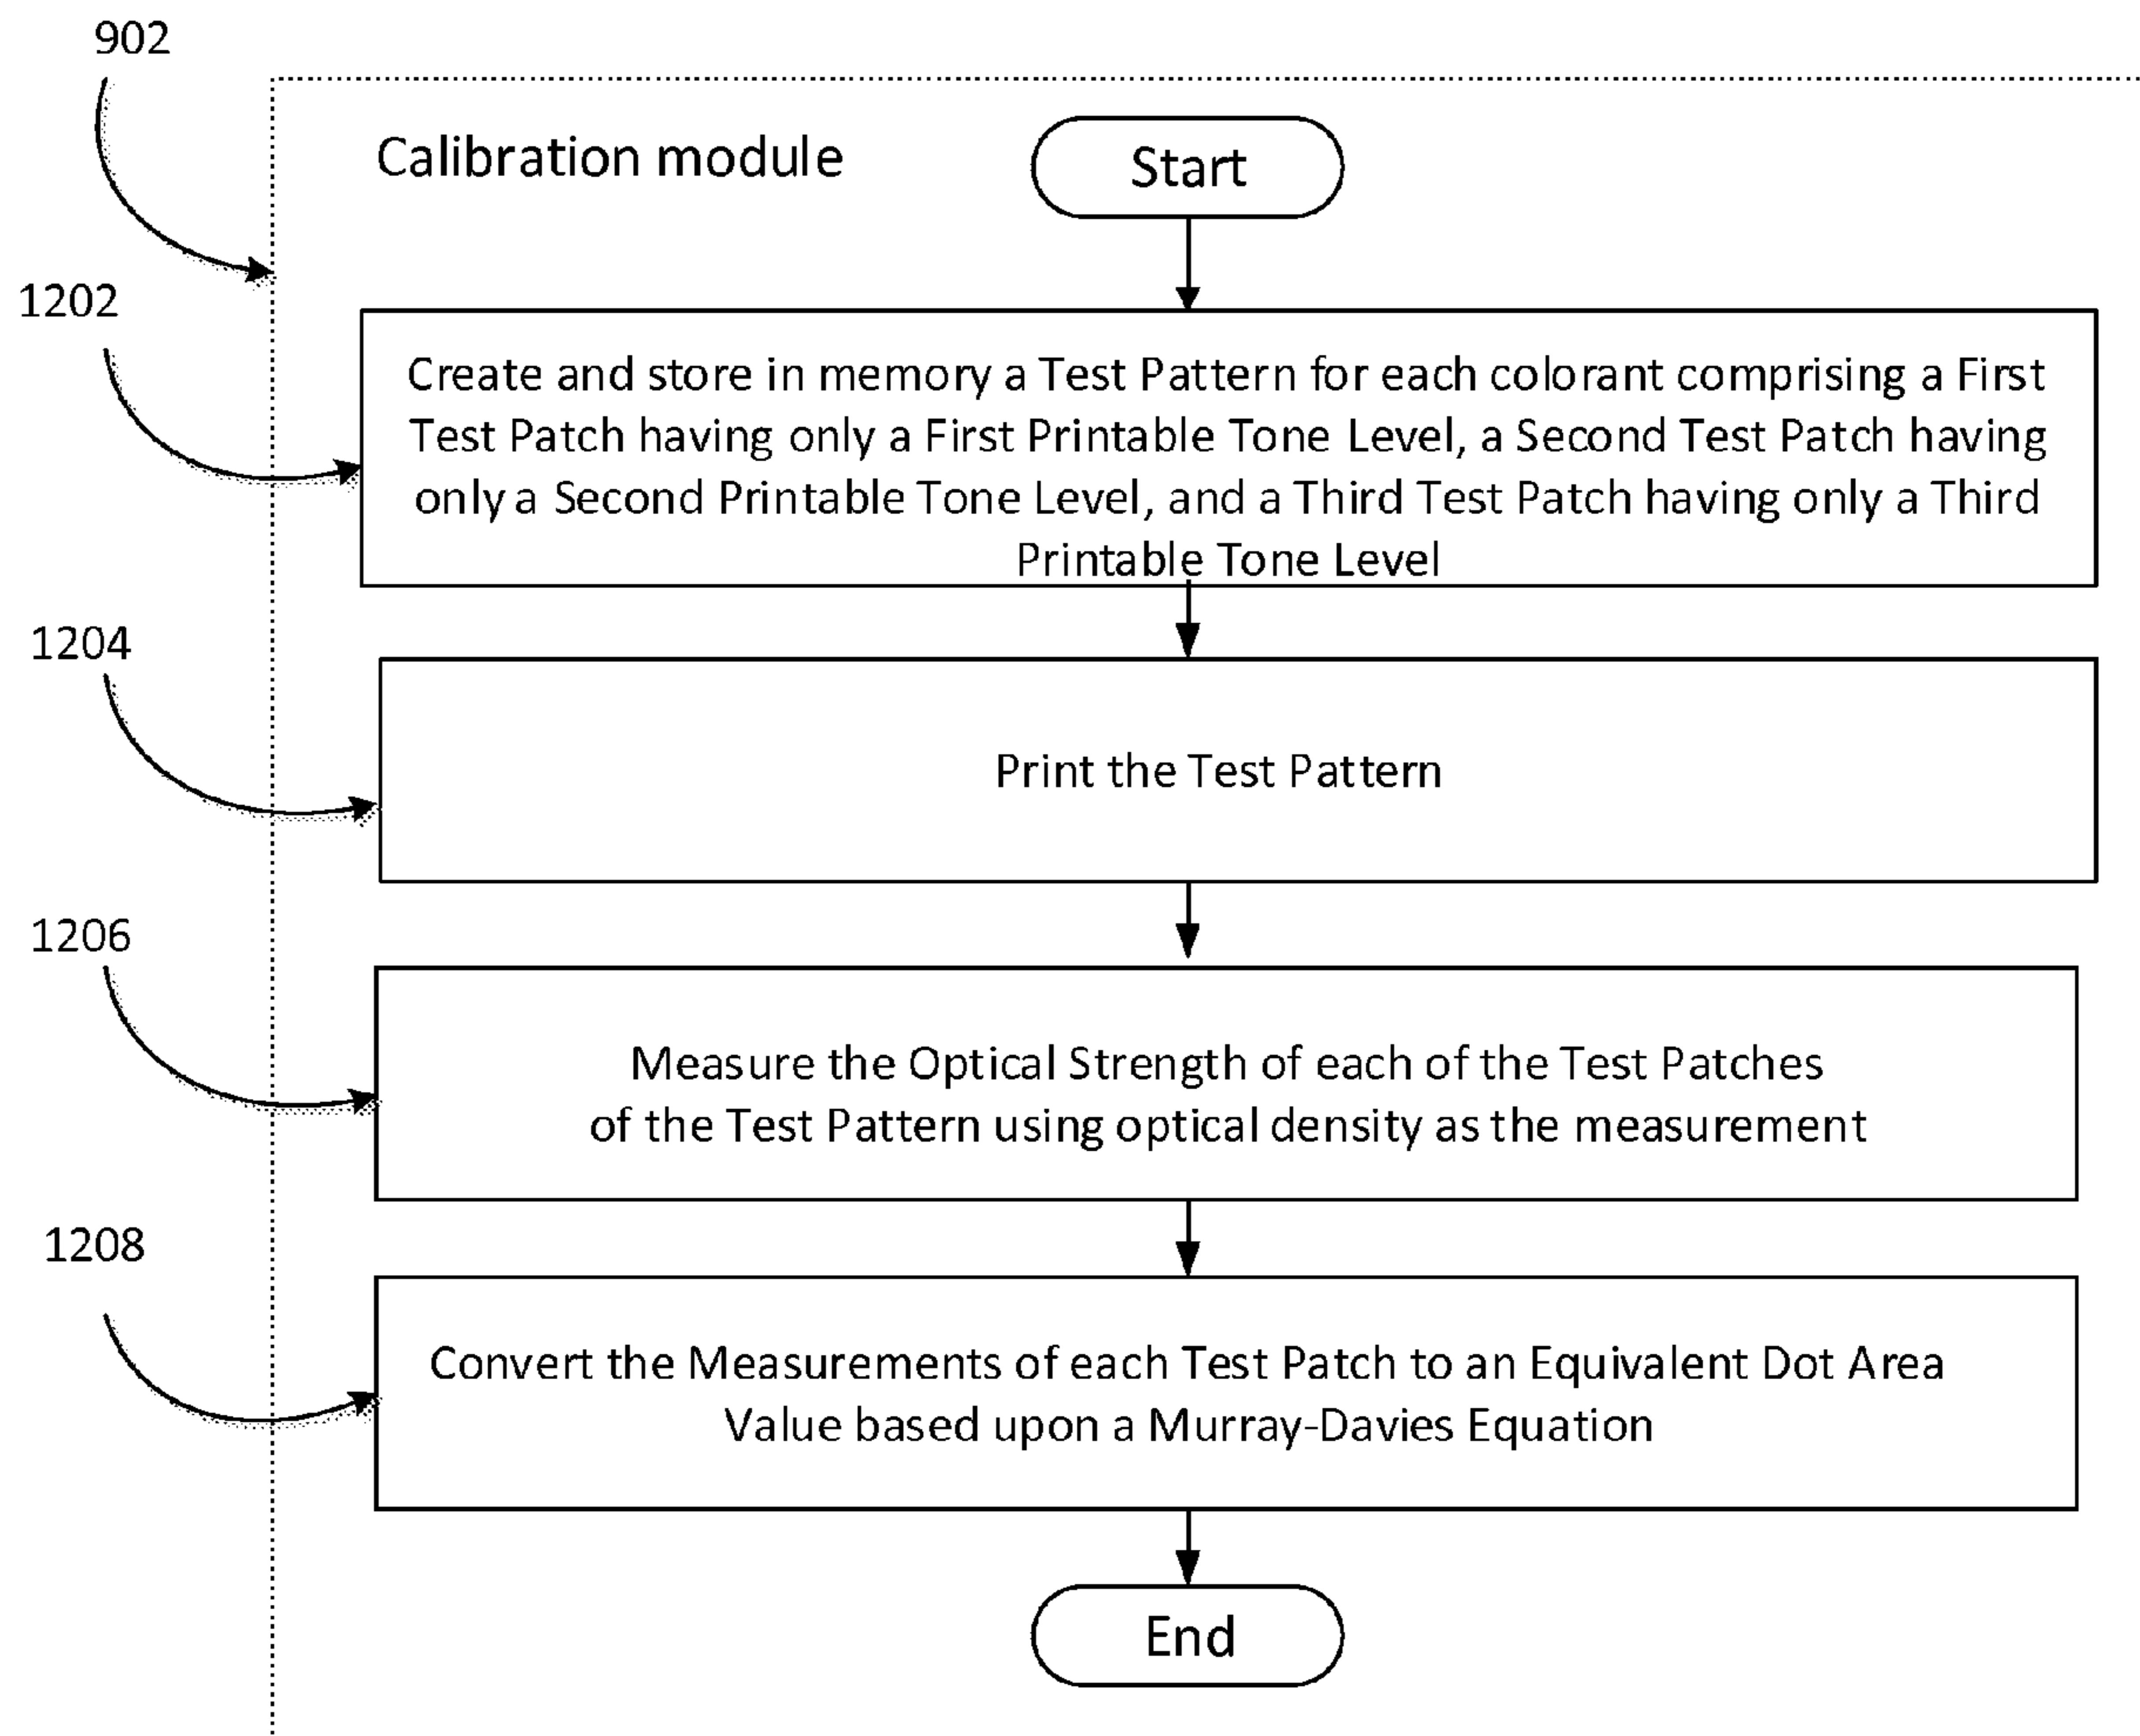 902
Calibration module
Start
1202
Create and store in memory a Test Pattern for each colorant comprising a First
Test Patch having only a First Printable Tone Level, a Second Test Patch having
only a Second Printable Tone Level, and a Third Test Patch having only a Third
Printable Tone Level
1204
Print the Test Pattern
1206
Measure the Optical Strength of each of the Test Patches
of the Test Pattern using optical density as the measurement
1208
Convert the Measurements of each Test Patch to an Equivalent Dot Area
Value based upon a Murray-Davies Equation
End